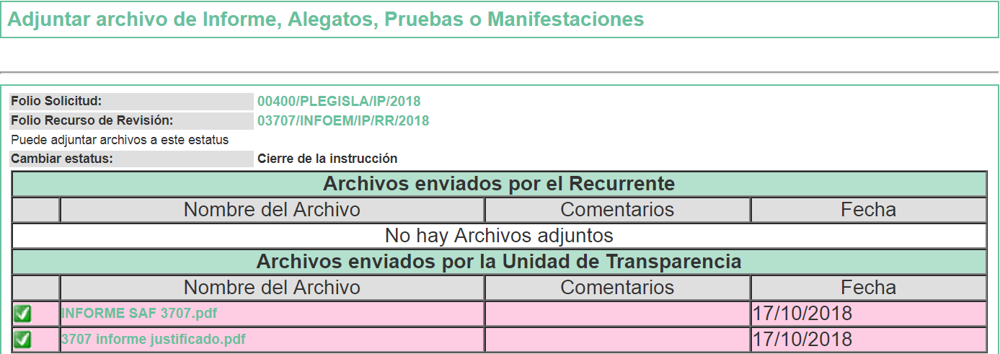 Adjuntar archivo de Informe, Alegatos, Pruebas o Manifestaciones
Folio Solicitud: 00400/PLEGISLA/IP/2018
Folio Recurso de Revisión: 03707/INFOEM/IP/RR/2018
Puede adjuntar archivos a este estatus
Cambiar estatus: Cierre de la instrucción
Archivos enviados por el Recurrente
Nombre del Archivo Comentarios Fecha
No hay Archivos adjuntos
Archivos enviados por la Unidad de Transparencia
Nombre del Archivo Comentarios Fecha
INFORME SAF 3707.pdf 17/10/2018
3707 informe justificado.pdf 17/10/2018